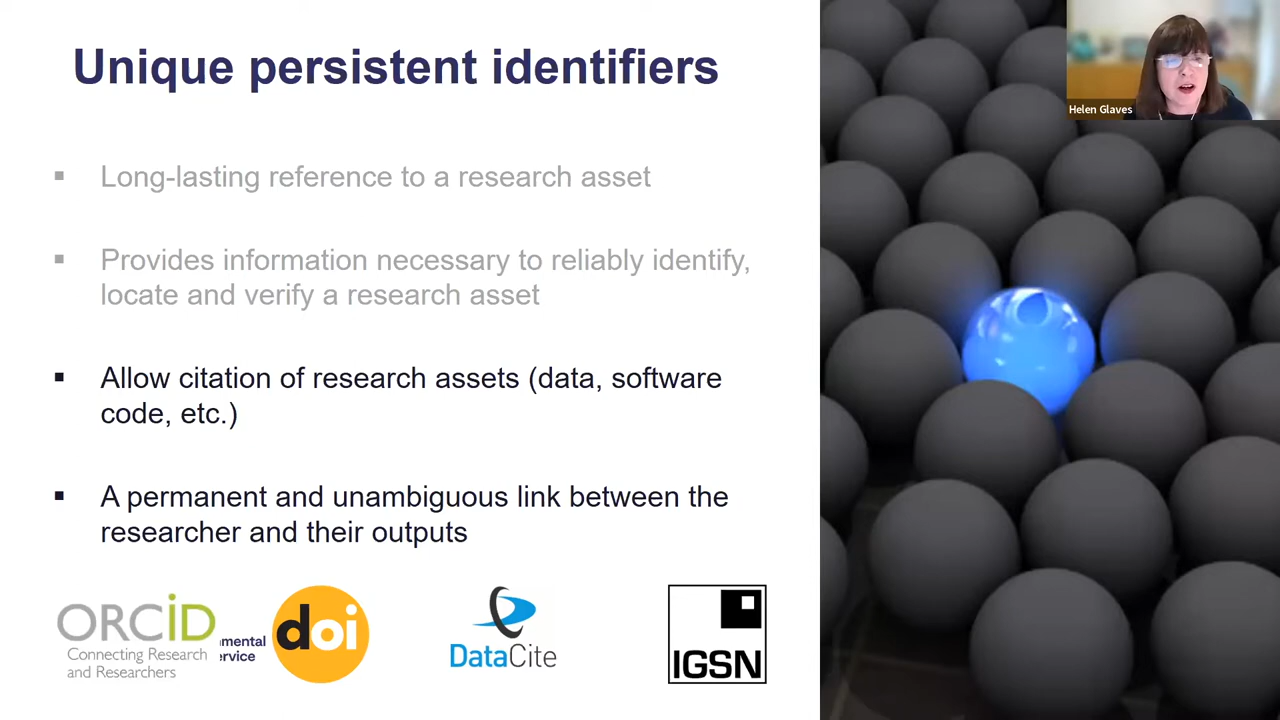 Unique persistent identifiers
Helen Glaves
▪ Long-lasting reference to a research asset
▪ Provides information necessary to reliably identify,
locate and verify a research asset
▪ Allow citation of research assets (data, software
code, etc.)
▪ A permanent and unambiguous link between the
researcher and their outputs
ORCiD
Connecting Research
and Researchers
mental
ervice
doi
DataCite
IGSN